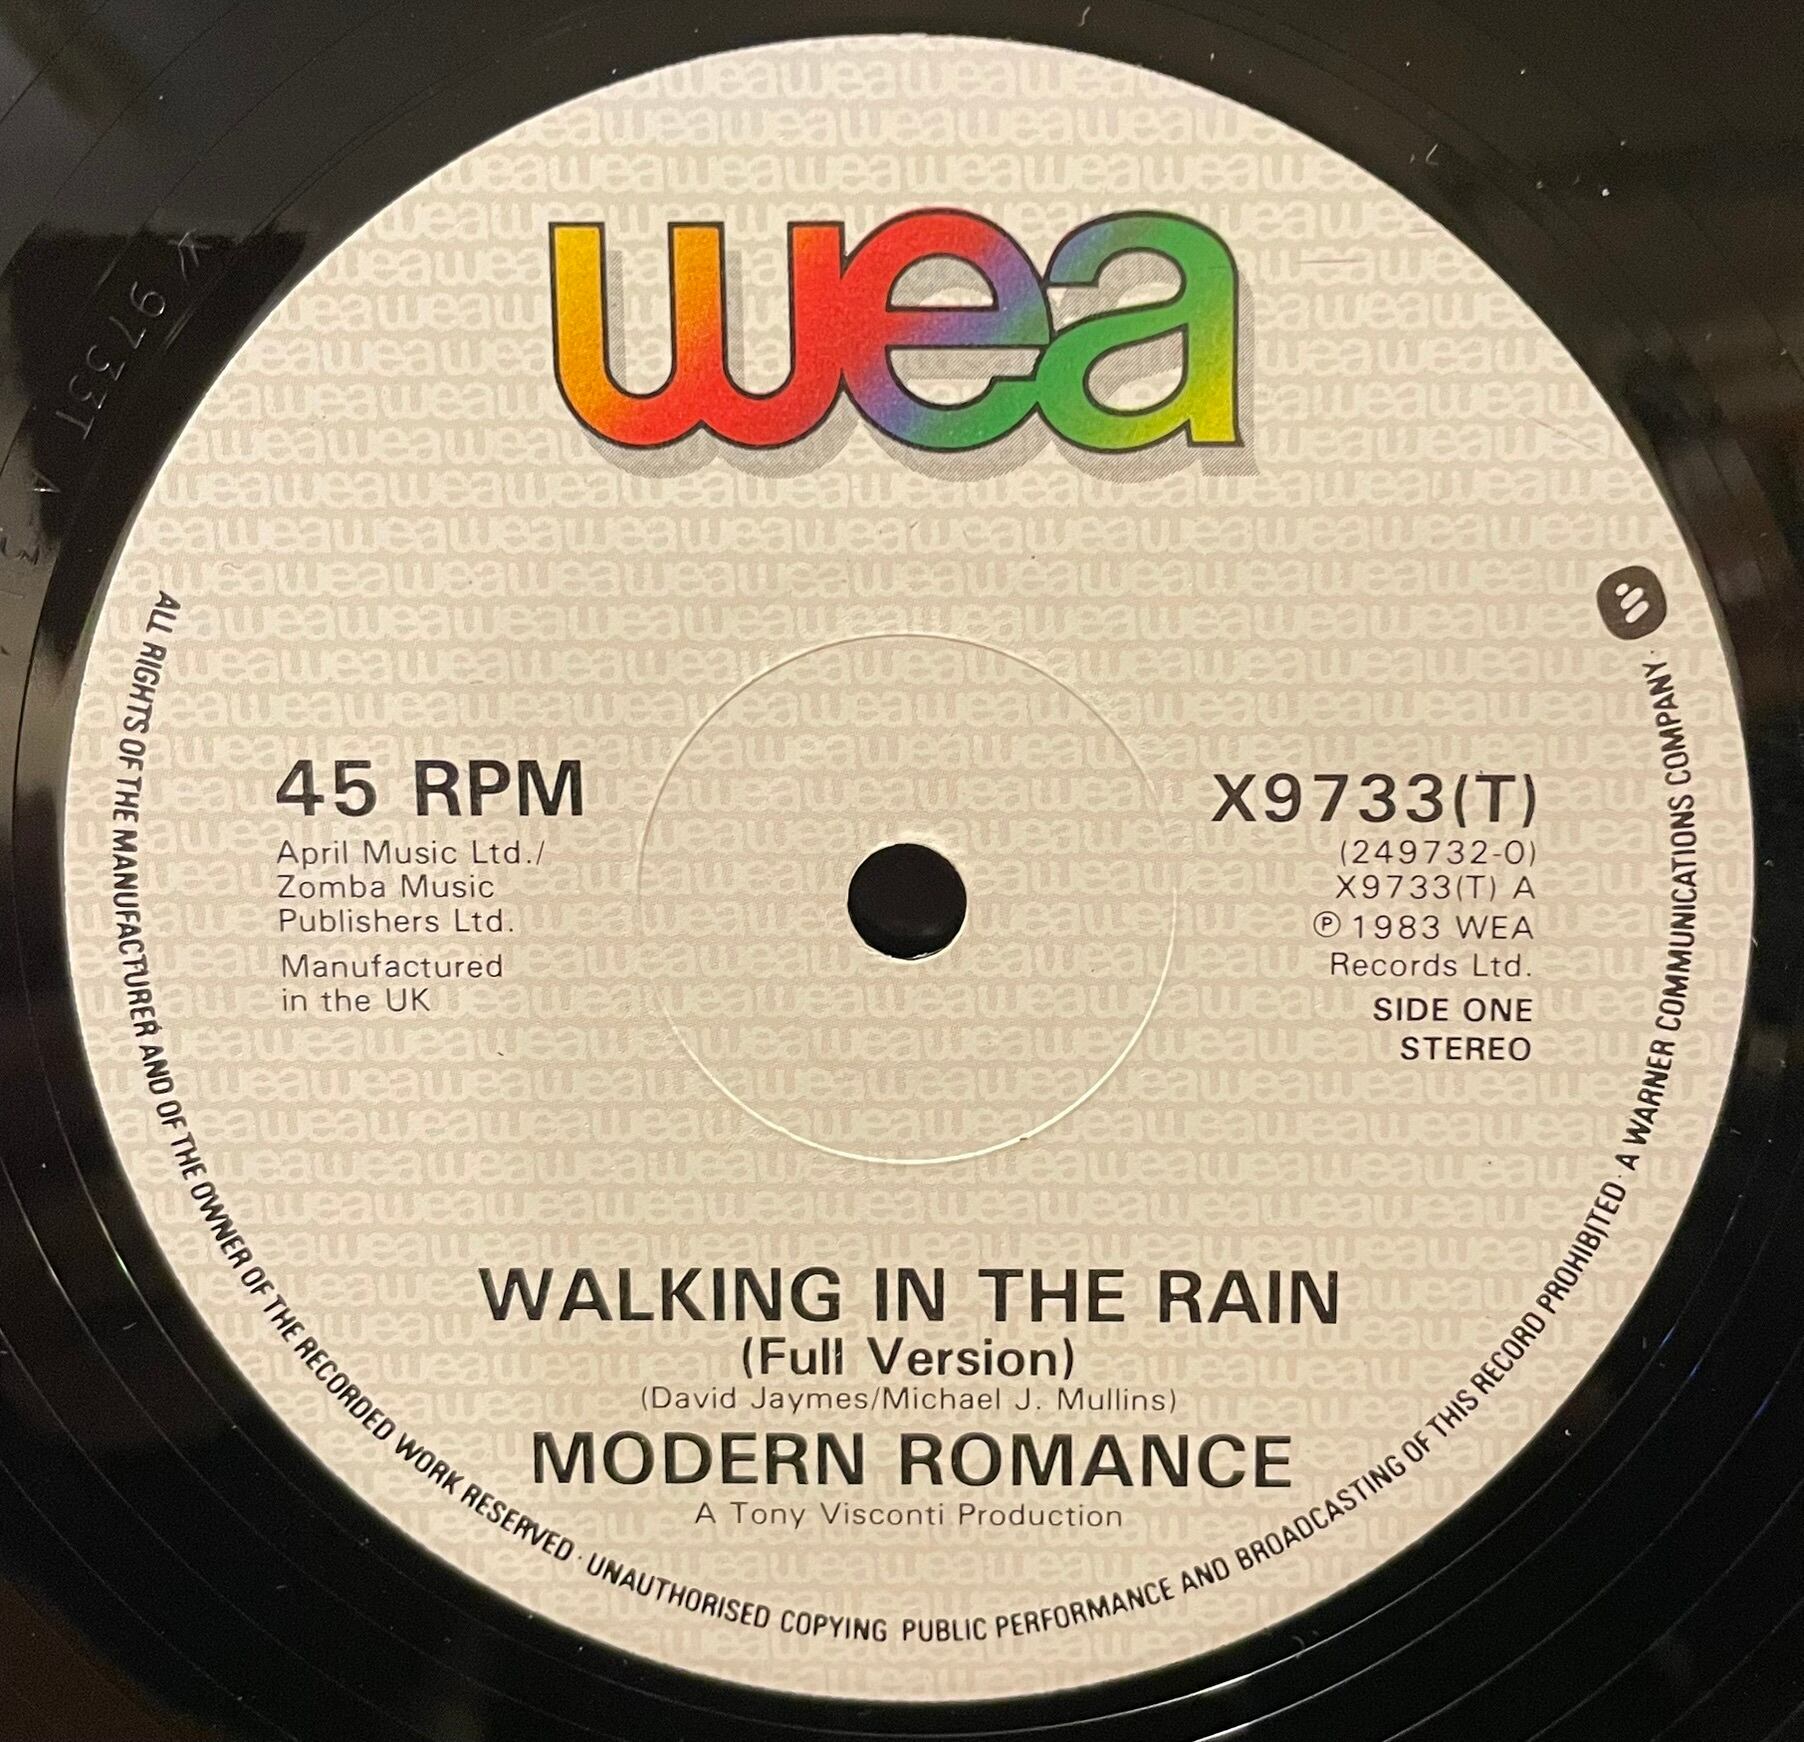 wea
45 RPM
April Music Ltd./
Zomba Music
Publishers Ltd.
Manufactured
in the UK
X9733(T)
(249732-0)
X9733(T) A
℗ 1983 WEA
Records Ltd.
SIDE ONE
STEREO
WALKING IN THE RAIN
(Full Version)
(David Jaymes/Michael J. Mullins)
MODERN ROMANCE
A Tony Visconti Production
ALL RIGHTS OF THE MANUFACTURER AND OF THE OWNER OF THE RECORDED WORK RESERVED · UNAUTHORISED COPYING PUBLIC PERFORMANCE AND BROADCASTING OF THIS RECORD PROHIBITED · A WARNER COMMUNICATIONS COMPANY ·
9733T